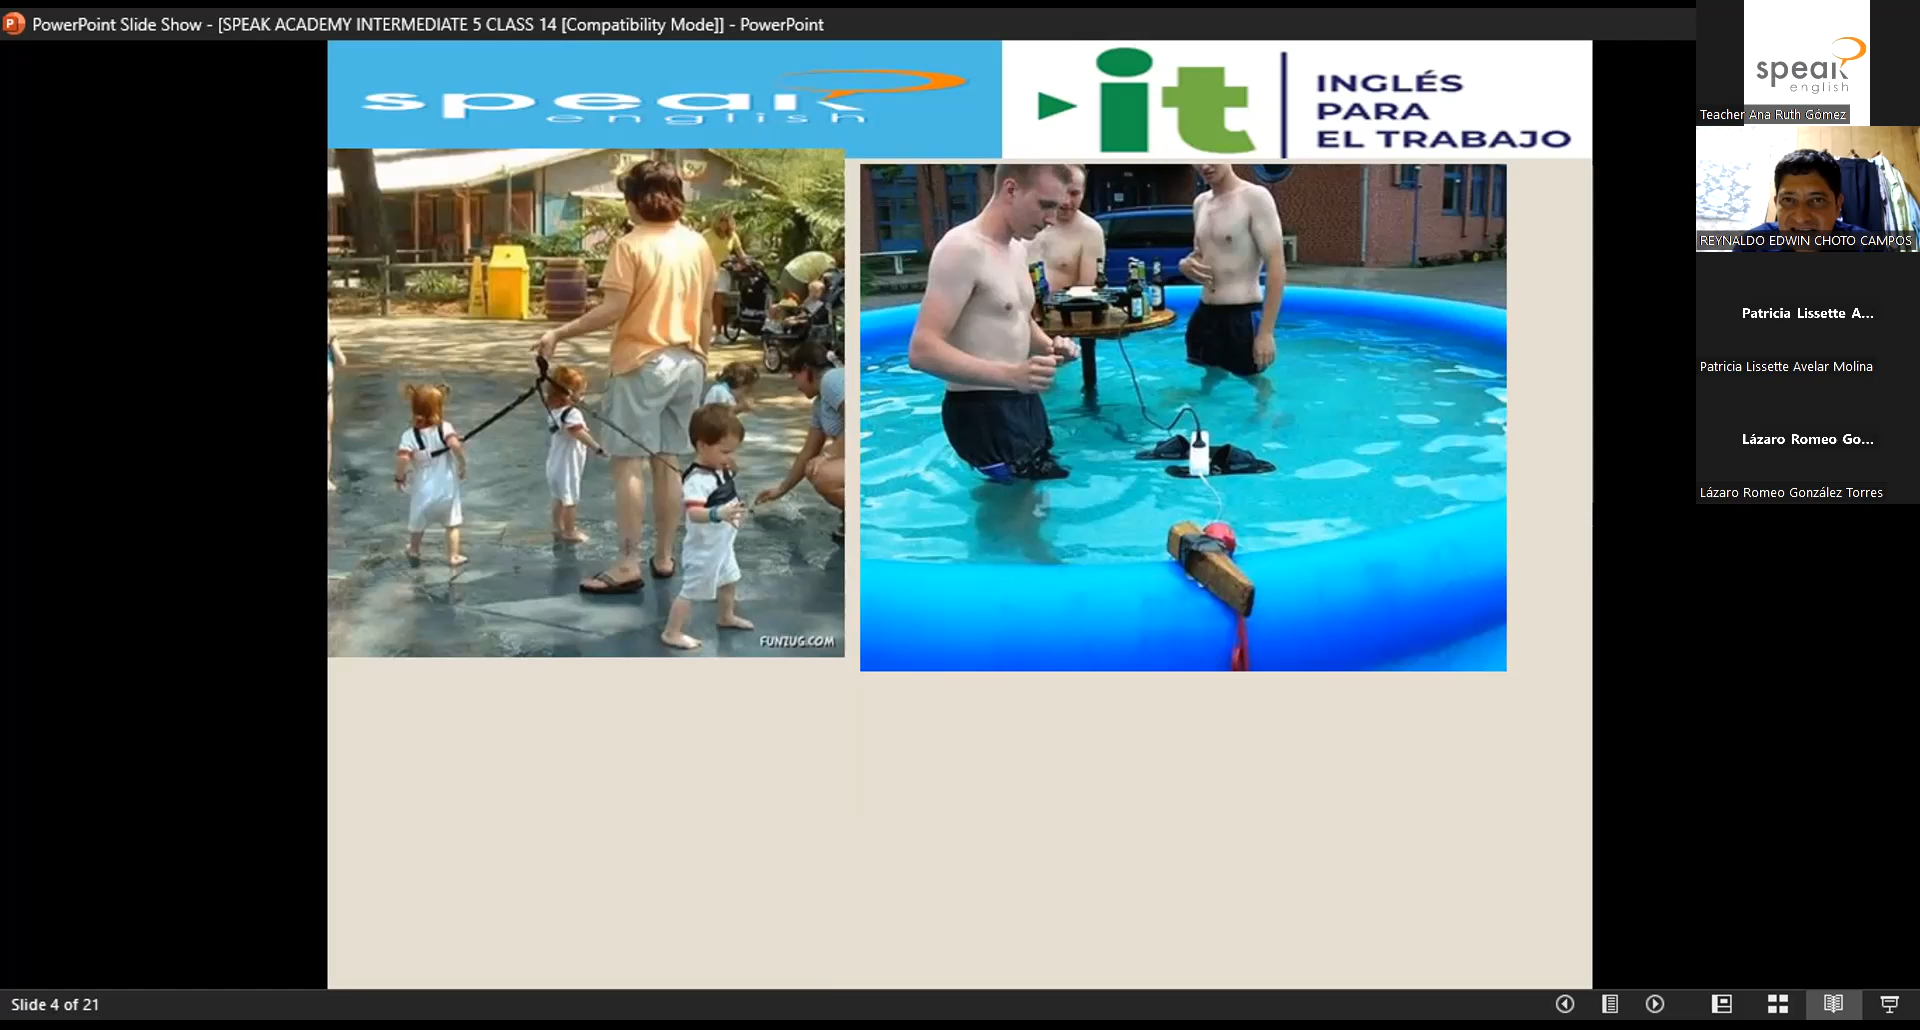 PowerPoint Slide Show - [SPEAK ACADEMY INTERMEDIATE 5 CLASS 14 [Compatibility Mode]] - PowerPoint
speak
english
it
INGLÉS
PARA
EL TRABAJO
FUNZUG.COM
speak
english
Teacher Ana Ruth Gómez
REYNALDO EDWIN CHOTO CAMPOS
Patricia Lissette A...
Patricia Lissette Avelar Molina
Lázaro Romeo Go...
Lázaro Romeo González Torres
Slide 4 of 21